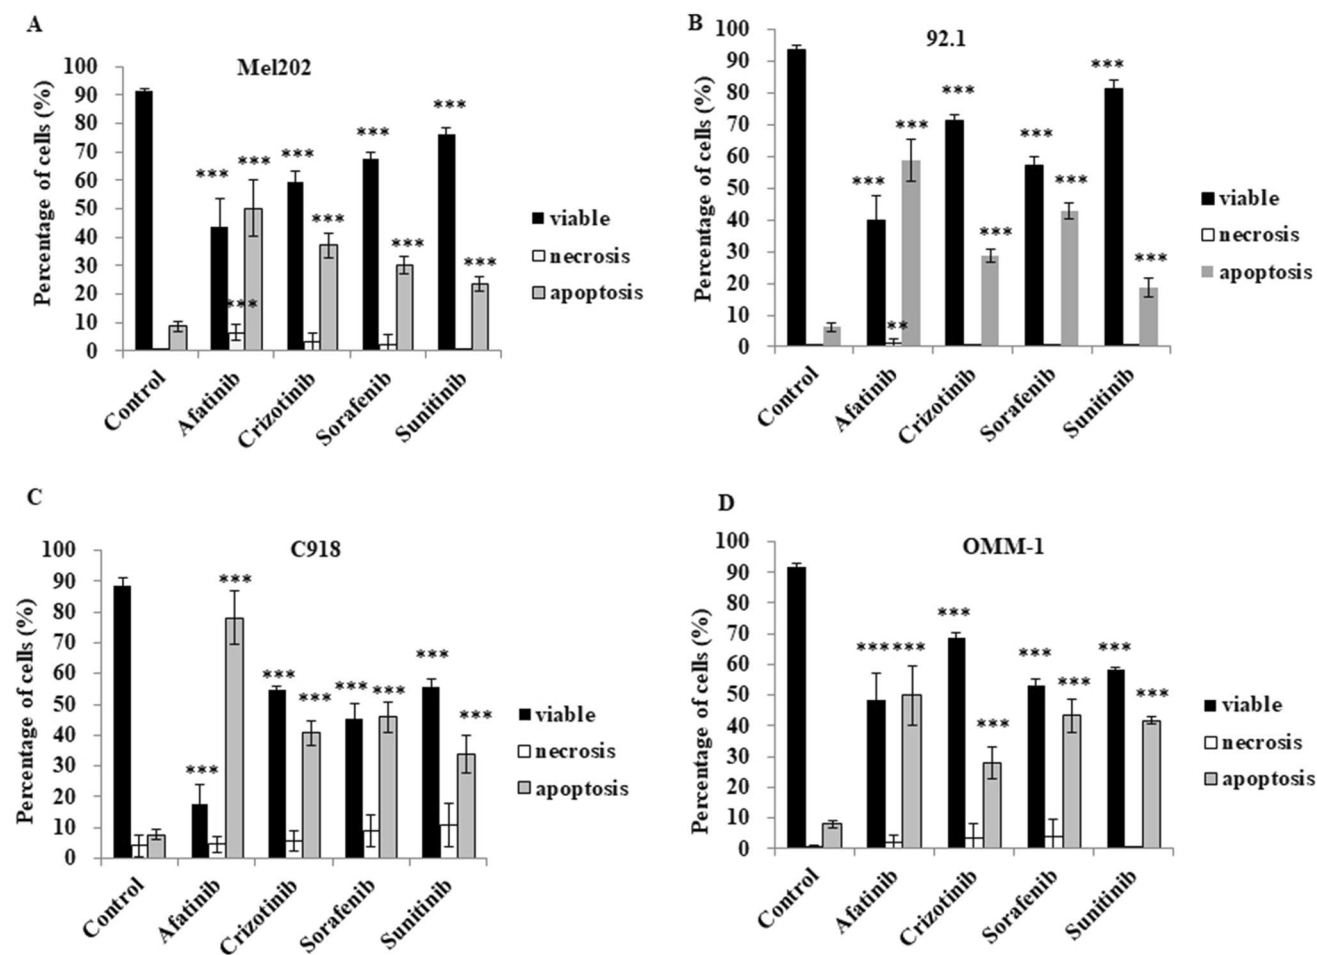 A
Mel202
Percentage of cells (%)
100
90
80
70
60
50
40
30
20
10
0
***
***
***
***
***
***
***
***
***
Control
Afatinib
Crizotinib
Sorafenib
Sunitinib
viable
necrosis
apoptosis
B
92.1
Percentage of cells (%)
100
90
80
70
60
50
40
30
20
10
0
***
**
***
***
***
***
***
***
***
Control
Afatinib
Crizotinib
Sorafenib
Sunitinib
viable
necrosis
apoptosis
C
C918
Percentage of cells (%)
100
90
80
70
60
50
40
30
20
10
0
***
***
***
***
***
***
***
***
Control
Afatinib
Crizotinib
Sorafenib
Sunitinib
viable
necrosis
apoptosis
D
OMM-1
Percentage of cells (%)
100
90
80
70
60
50
40
30
20
10
0
***
***
***
***
***
***
***
***
Control
Afatinib
Crizotinib
Sorafenib
Sunitinib
viable
necrosis
apoptosis